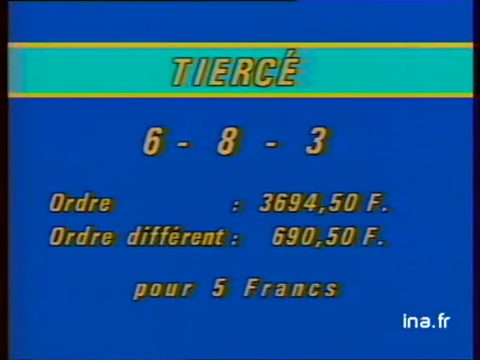 TIERCÉ
6 - 8 - 3
Ordre : 3694,50 F.
Ordre différent : 690,50 F.
pour 5 Francs
ina.fr